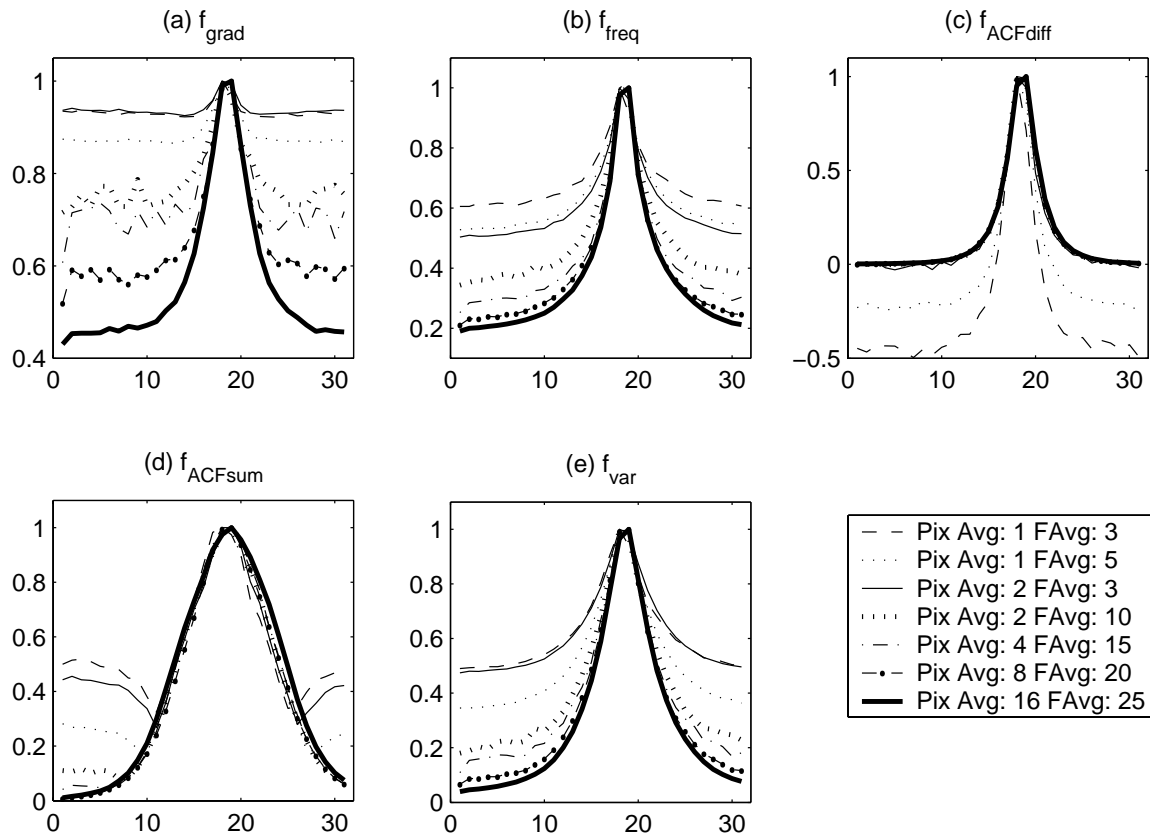 (a) f_grad
1
0.8
0.6
0.4
0 10 20 30
(b) f_freq
1
0.8
0.6
0.4
0.2
0 10 20 30
(c) f_ACFdiff
1
0.5
0
−0.5
0 10 20 30
(d) f_ACFsum
1
0.8
0.6
0.4
0.2
0
0 10 20 30
(e) f_var
1
0.8
0.6
0.4
0.2
0
0 10 20 30
Pix Avg: 1 FAvg: 3
Pix Avg: 1 FAvg: 5
Pix Avg: 2 FAvg: 3
Pix Avg: 2 FAvg: 10
Pix Avg: 4 FAvg: 15
Pix Avg: 8 FAvg: 20
Pix Avg: 16 FAvg: 25